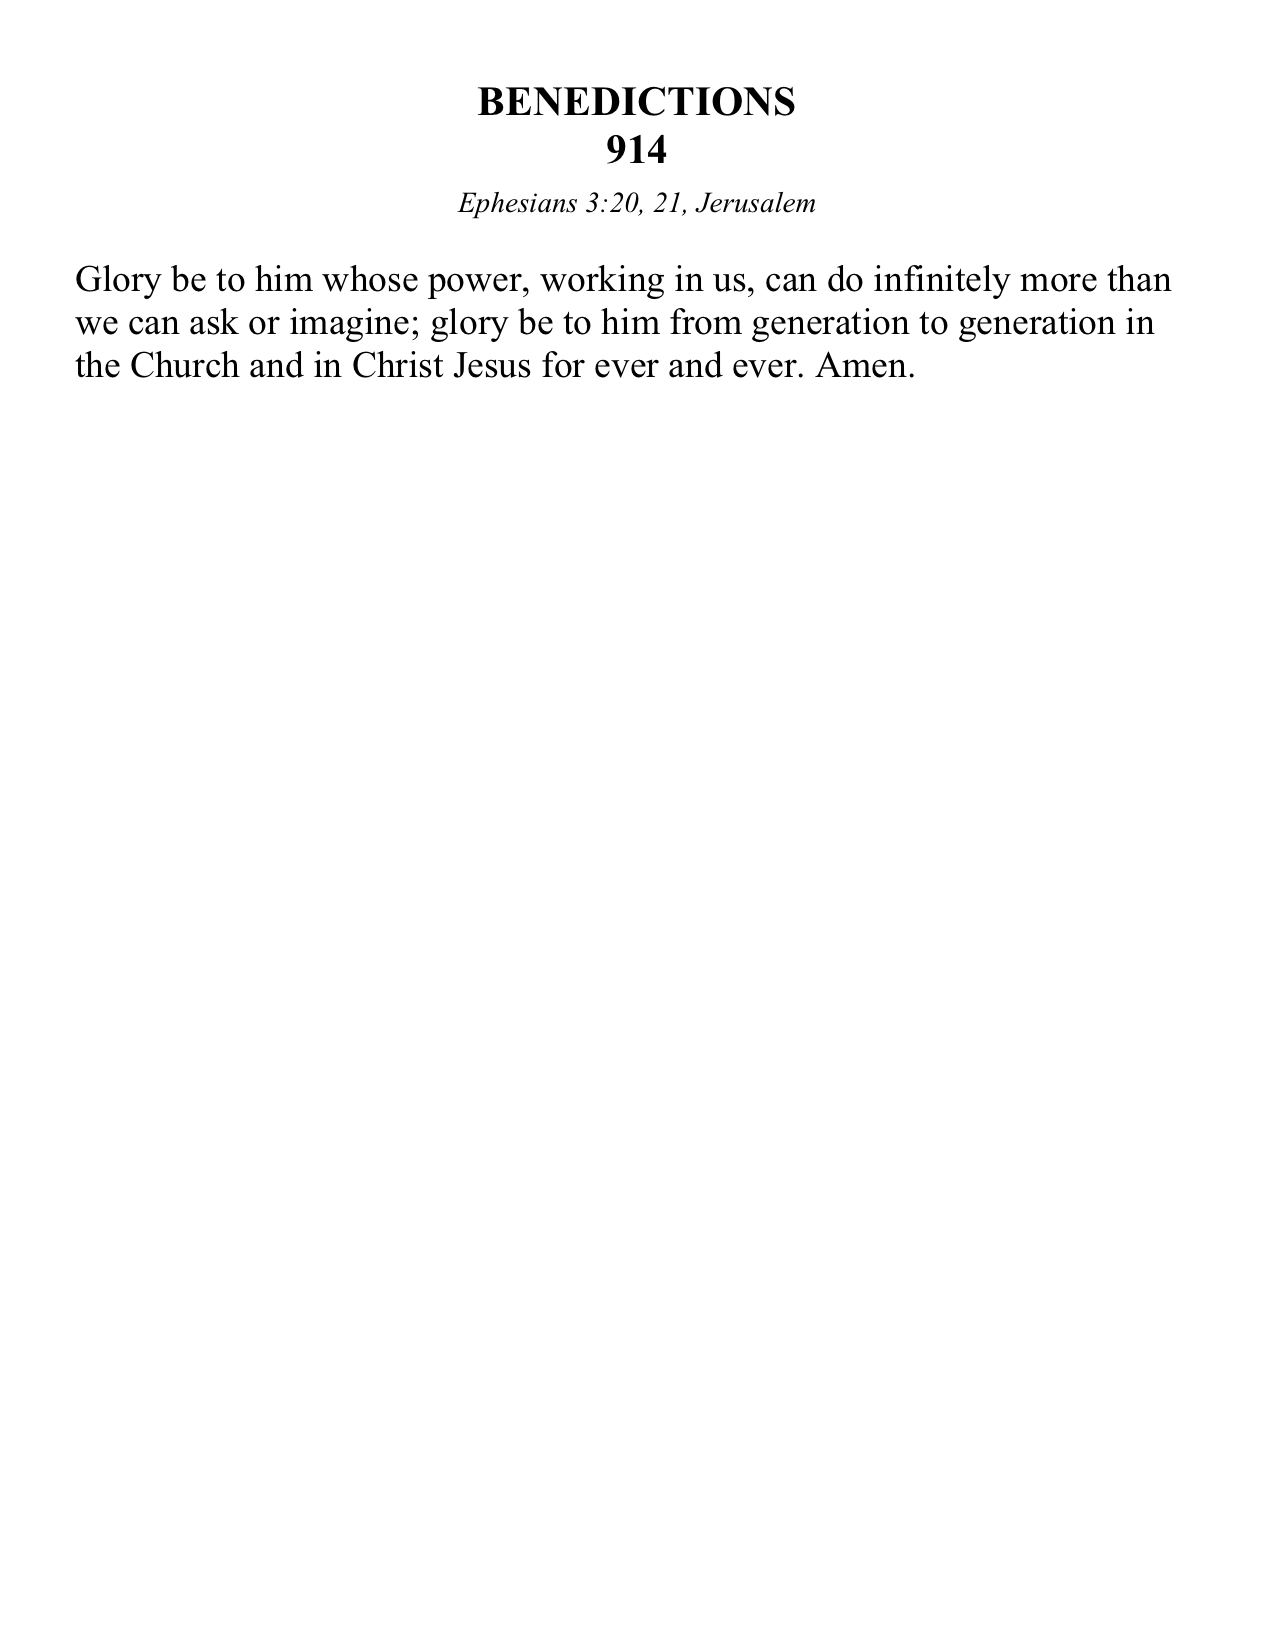 BENEDICTIONS
914
Ephesians 3:20, 21, Jerusalem
Glory be to him whose power, working in us, can do infinitely more than
we can ask or imagine; glory be to him from generation to generation in
the Church and in Christ Jesus for ever and ever. Amen.